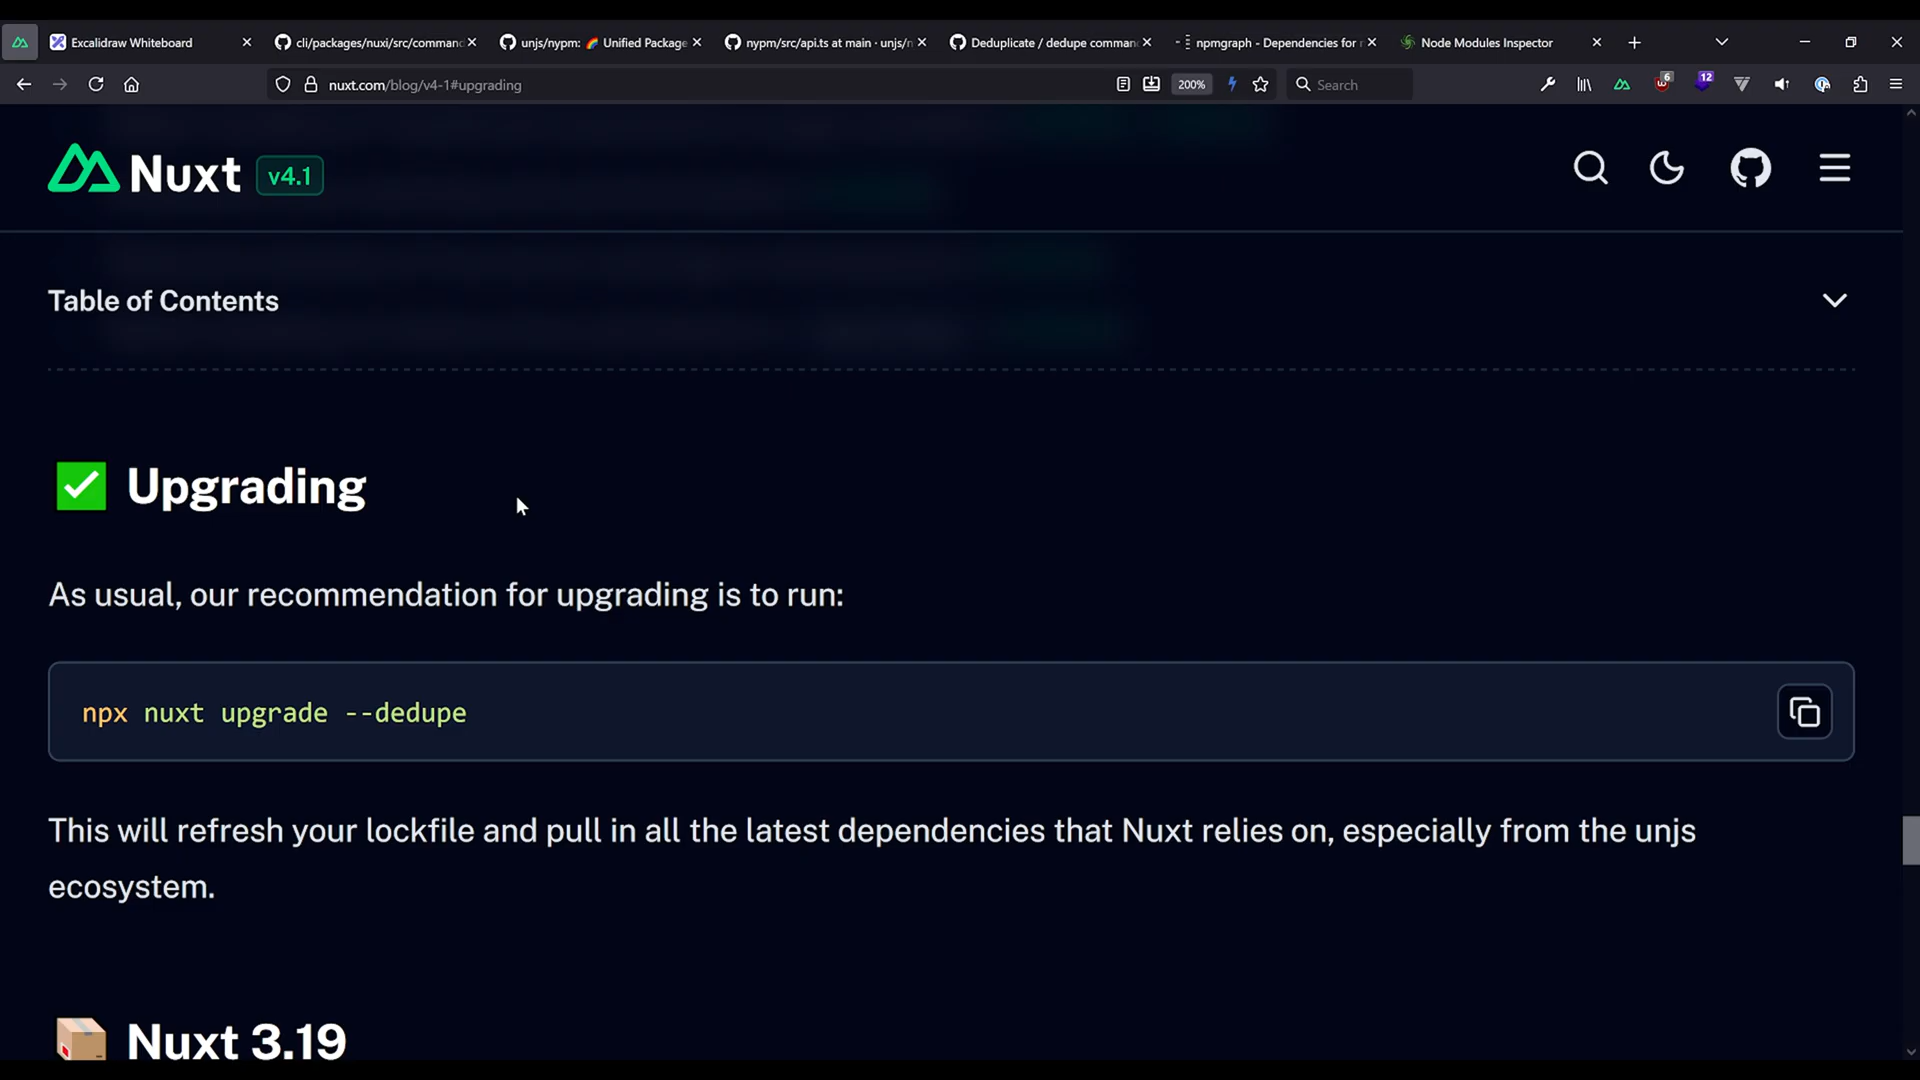 Excalidraw Whiteboard
cli/packages/nuxi/src/comman
unjs/nypm: 🌈 Unified Package
nypm/src/api.ts at main · unjs/n
Deduplicate / dedupe comman
npmgraph - Dependencies for
Node Modules Inspector
nuxt.com/blog/v4-1#upgrading
200%
Search
6
12
Nuxt
v4.1
Table of Contents
✅ Upgrading
As usual, our recommendation for upgrading is to run:
npx nuxt upgrade --dedupe
This will refresh your lockfile and pull in all the latest dependencies that Nuxt relies on, especially from the unjs
ecosystem.
📦 Nuxt 3.19